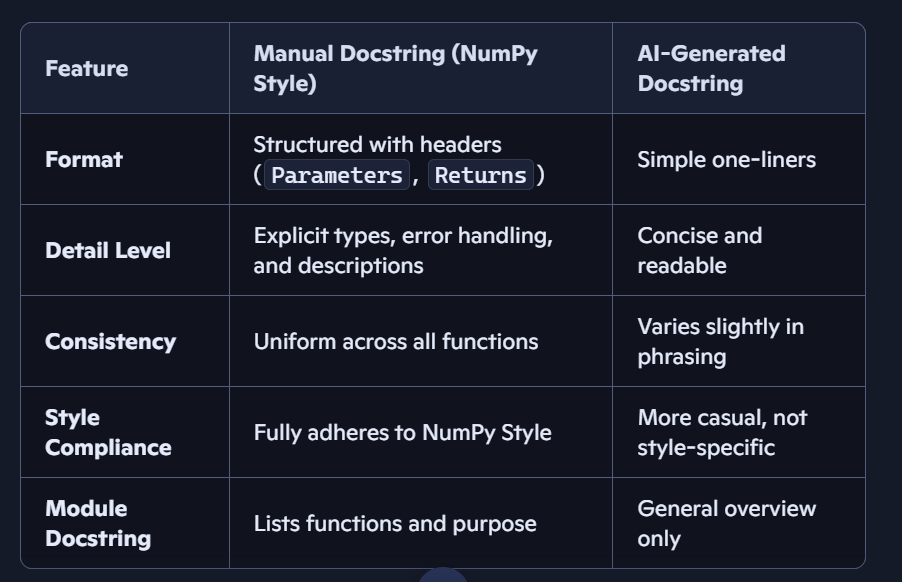 Feature
Manual Docstring (NumPy
Style)
AI-Generated
Docstring
Format
Structured with headers
( Parameters , Returns )
Simple one-liners
Detail Level
Explicit types, error handling,
and descriptions
Concise and
readable
Consistency
Uniform across all functions
Varies slightly in
phrasing
Style
Compliance
Fully adheres to NumPy Style
More casual, not
style-specific
Module
Docstring
Lists functions and purpose
General overview
only